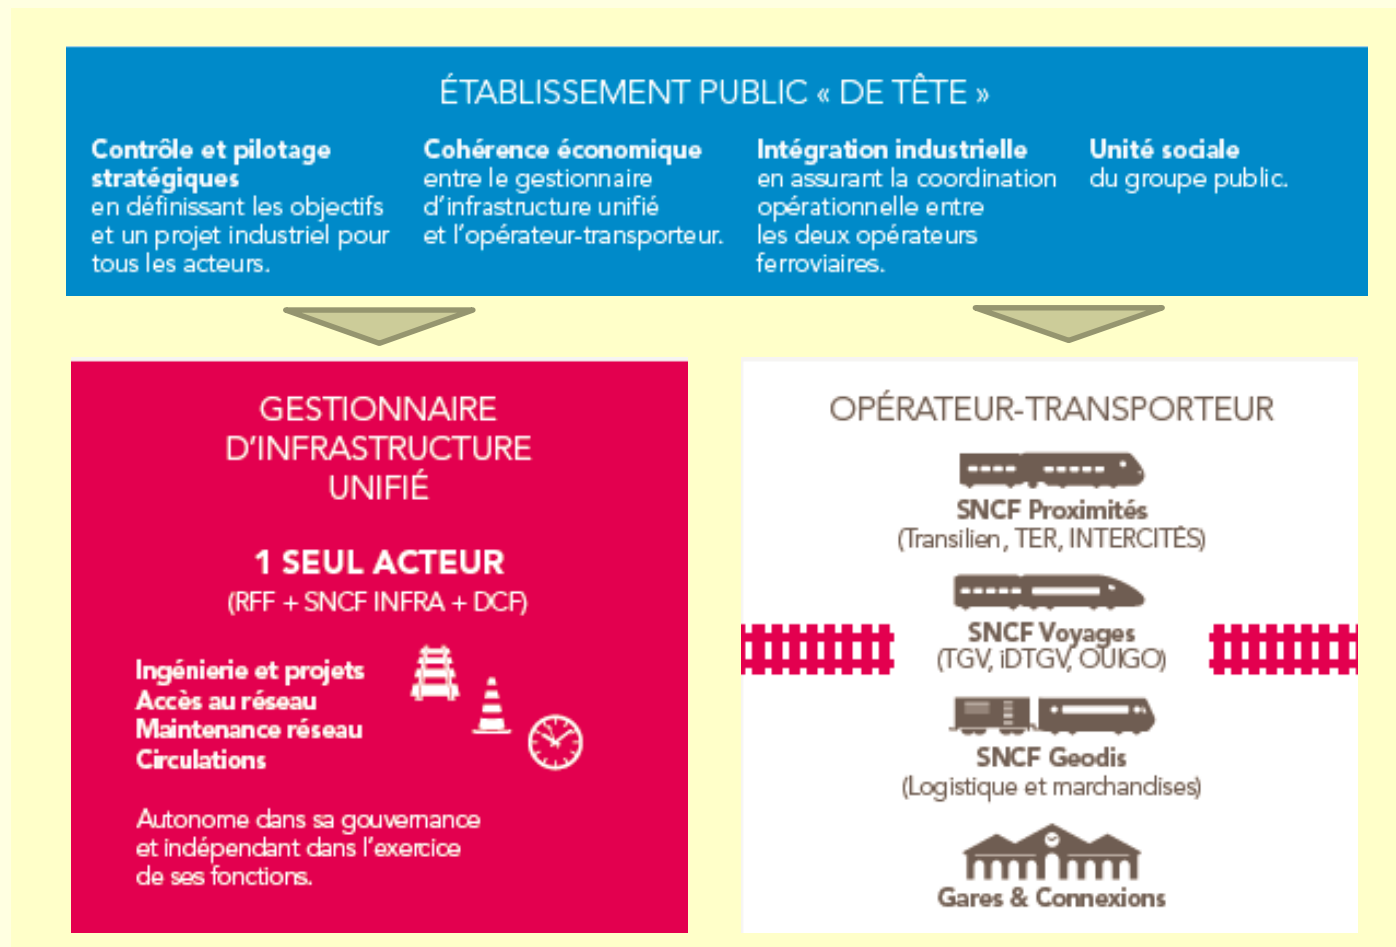 ÉTABLISSEMENT PUBLIC « DE TÊTE »
Contrôle et pilotage
stratégiques
en définissant les objectifs
et un projet industriel pour
tous les acteurs.
Cohérence économique
entre le gestionnaire
d’infrastructure unifié
et l’opérateur-transporteur.
Intégration industrielle
en assurant la coordination
opérationnelle entre
les deux opérateurs
ferroviaires.
Unité sociale
du groupe public.
GESTIONNAIRE
D’INFRASTRUCTURE
UNIFIÉ
1 SEUL ACTEUR
(RFF + SNCF INFRA + DCF)
Ingénierie et projets
Accès au réseau
Maintenance réseau
Circulations
Autonome dans sa gouvernance
et indépendant dans l’exercice
de ses fonctions.
OPÉRATEUR-TRANSPORTEUR
SNCF Proximités
(Transilien, TER, INTERCITÉS)
SNCF Voyages
(TGV, iDTGV, OUIGO)
SNCF Geodis
(Logistique et marchandises)
Gares & Connexions